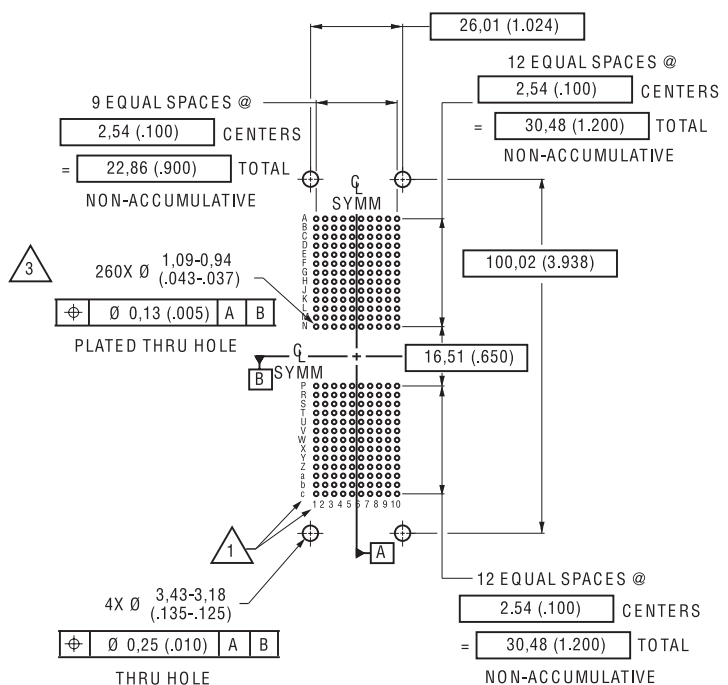 26,01 (1.024)
12 EQUAL SPACES @
2,54 (.100) CENTERS
= 30,48 (1.200) TOTAL
NON-ACCUMULATIVE
9 EQUAL SPACES @
2,54 (.100) CENTERS
= 22,86 (.900) TOTAL
NON-ACCUMULATIVE
CL
SYMM
A
B
C
D
E
F
G
H
J
K
L
M
N
3
260X Ø 1,09-0,94
(.043-.037)
⌖ Ø 0,13 (.005) A B
PLATED THRU HOLE
100,02 (3.938)
CL
SYMM
B
16,51 (.650)
P
R
S
T
U
V
W
X
Y
Z
a
b
c
1 2 3 4 5 6 7 8 9 10
1
A
4X Ø 3,43-3,18
(.135-.125)
⌖ Ø 0,25 (.010) A B
THRU HOLE
12 EQUAL SPACES @
2.54 (.100) CENTERS
= 30,48 (1.200) TOTAL
NON-ACCUMULATIVE